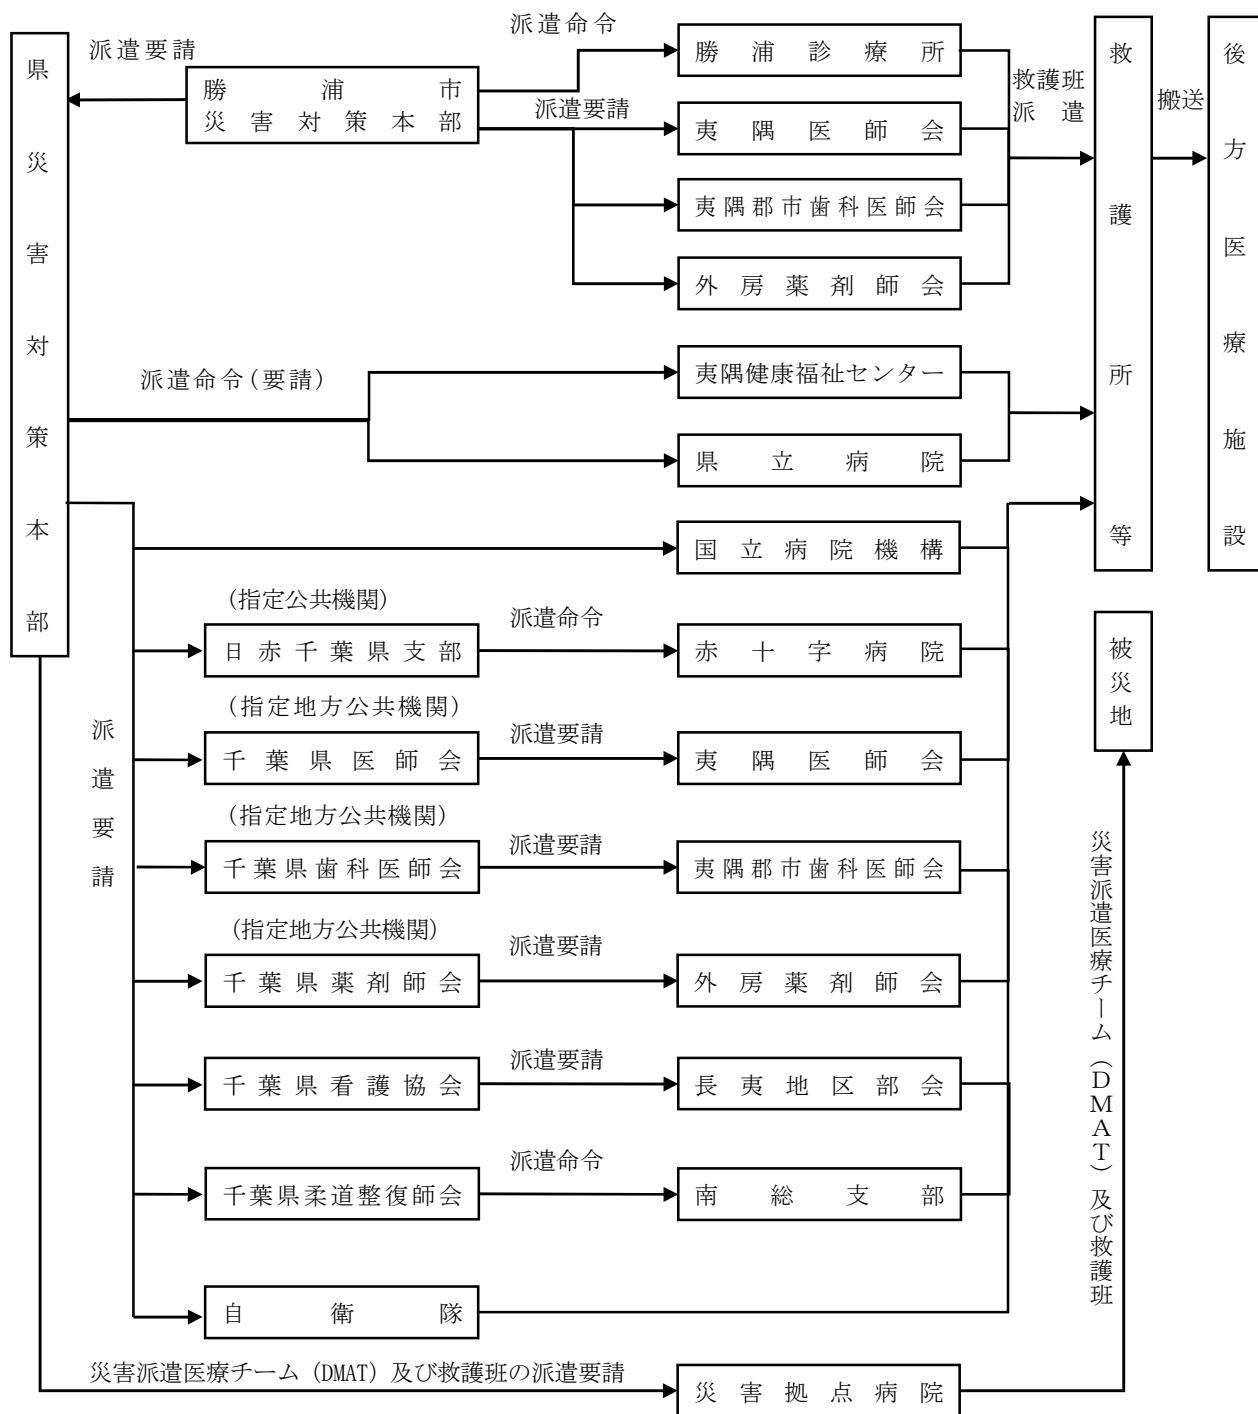 県災害対策本部
派遣要請
勝浦市
災害対策本部
派遣命令
派遣要請
勝浦診療所
夷隅医師会
夷隅郡市歯科医師会
外房薬剤師会
救護班
派遣
救護所等
搬送
後方医療施設
派遣命令(要請)
夷隅健康福祉センター
県立病院
派遣要請
国立病院機構
(指定公共機関)
日赤千葉県支部
派遣命令
赤十字病院
(指定地方公共機関)
千葉県医師会
派遣要請
夷隅医師会
(指定地方公共機関)
千葉県歯科医師会
派遣要請
夷隅郡市歯科医師会
(指定地方公共機関)
千葉県薬剤師会
派遣要請
外房薬剤師会
千葉県看護協会
派遣要請
長夷地区部会
千葉県柔道整復師会
派遣命令
南総支部
自衛隊
災害派遣医療チーム(DMAT)及び救護班の派遣要請
災害拠点病院
災害派遣医療チーム(DMAT)及び救護班
被災地